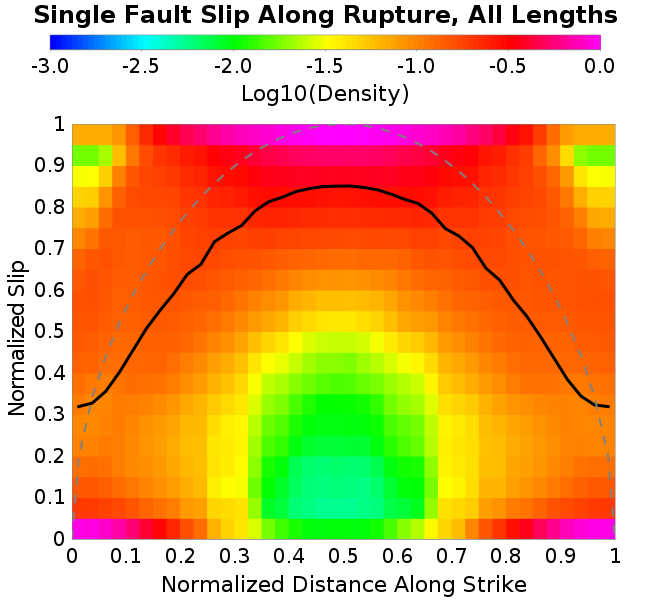 Single Fault Slip Along Rupture, All Lengths
-3.0 -2.5 -2.0 -1.5 -1.0 -0.5 0.0
Log10(Density)
1
0.9
0.8
0.7
0.6
0.5
0.4
0.3
0.2
0.1
0
Normalized Slip
0 0.1 0.2 0.3 0.4 0.5 0.6 0.7 0.8 0.9 1
Normalized Distance Along Strike